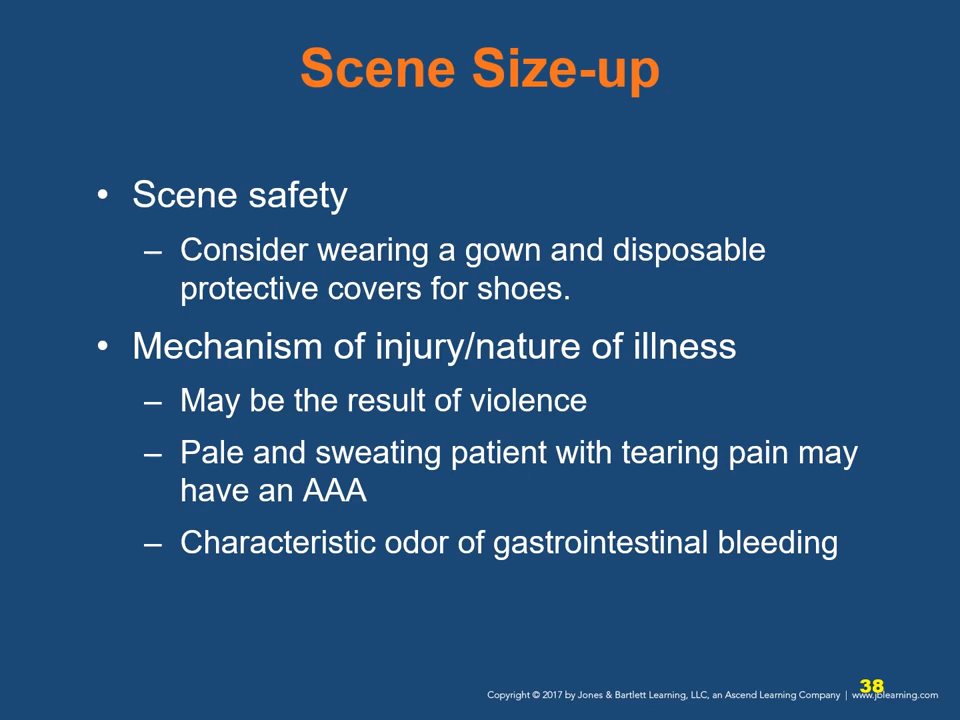 Scene Size-up
• Scene safety
– Consider wearing a gown and disposable
protective covers for shoes.
• Mechanism of injury/nature of illness
– May be the result of violence
– Pale and sweating patient with tearing pain may
have an AAA
– Characteristic odor of gastrointestinal bleeding
38
Copyright © 2017 by Jones & Bartlett Learning, LLC, an Ascend Learning Company | www.jblearning.com